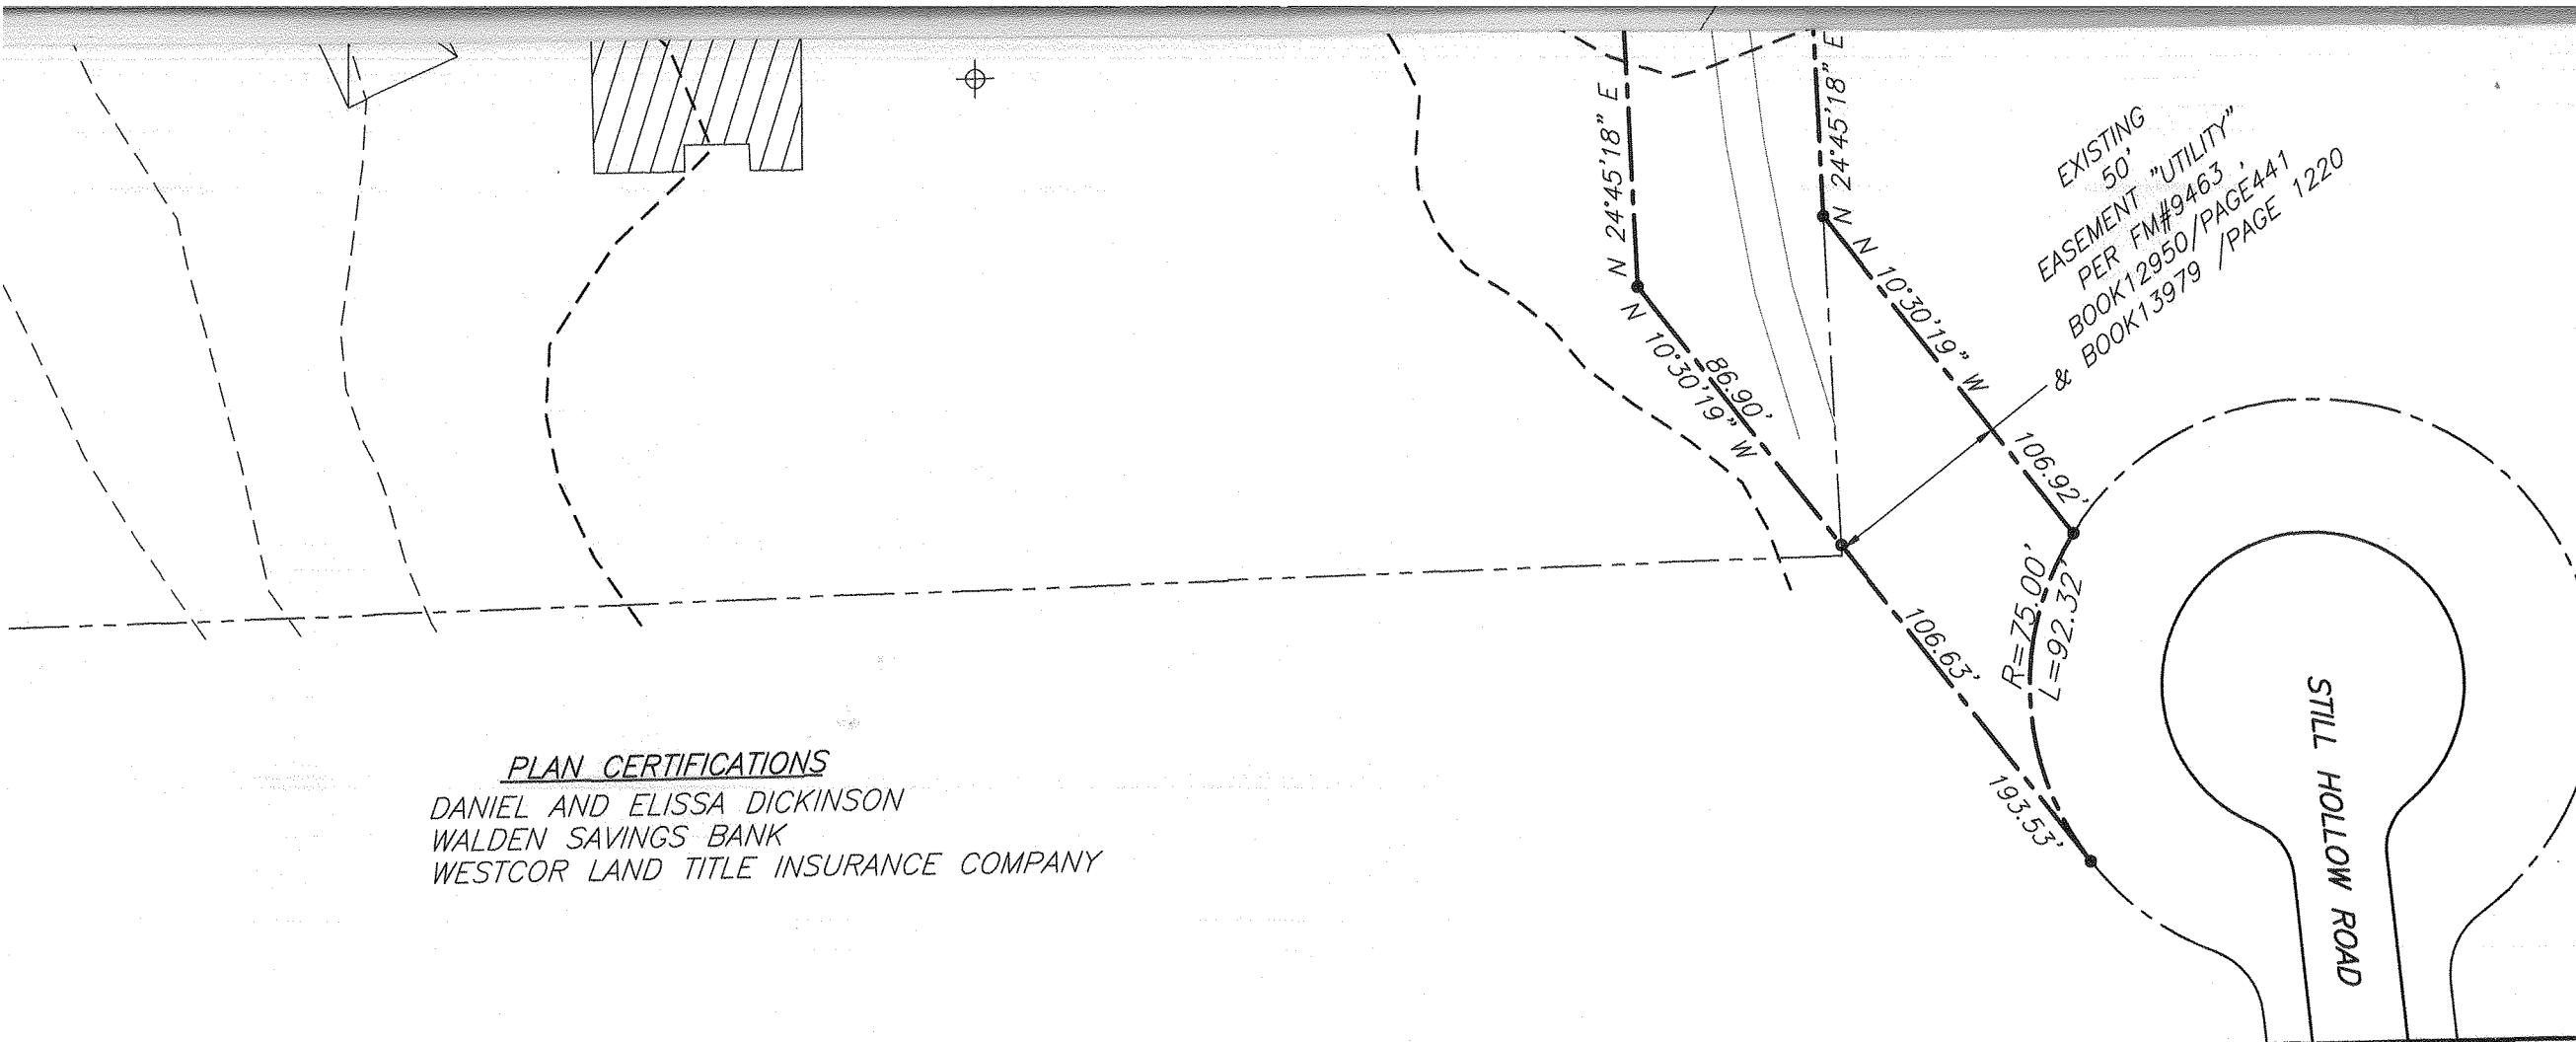 N 24°45'18" E
N 24°45'18" E
EXISTING
50'
EASEMENT "UTILITY"
PER FM#9463 ,
BOOK12950/PAGE441
& BOOK13979 /PAGE 1220
N 10°30'19" W
106.92'
N 10°30'19" W
86.90'
R=75.00'
L=92.32'
106.63'
193.53'
STILL HOLLOW ROAD
PLAN CERTIFICATIONS
DANIEL AND ELISSA DICKINSON
WALDEN SAVINGS BANK
WESTCOR LAND TITLE INSURANCE COMPANY